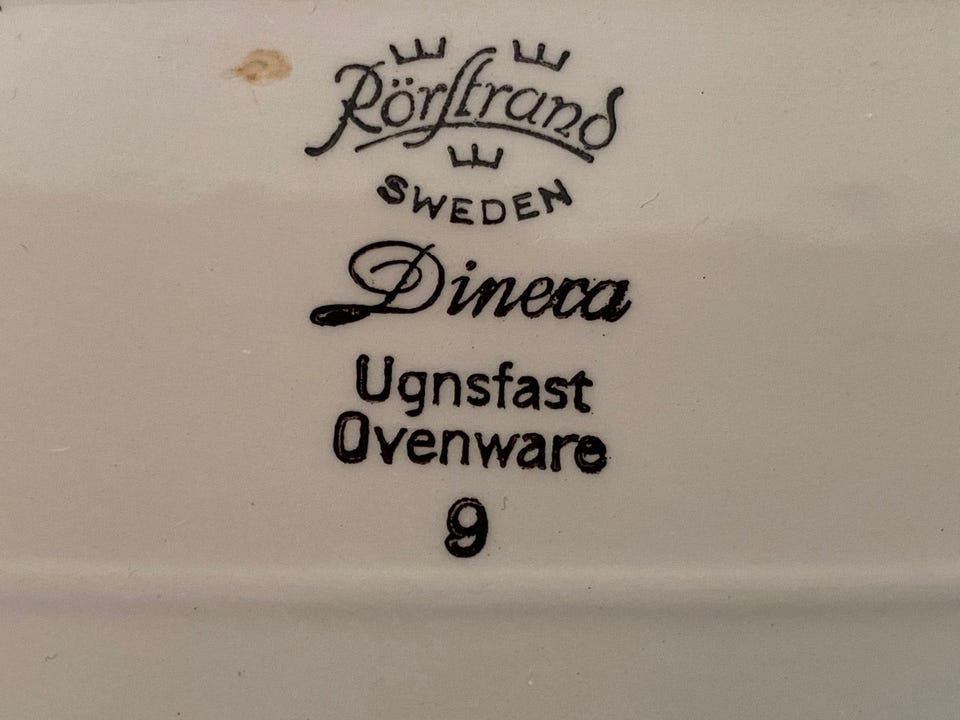 Rörstrand
SWEDEN
Dinera
Ugnsfast
Ovenware
9